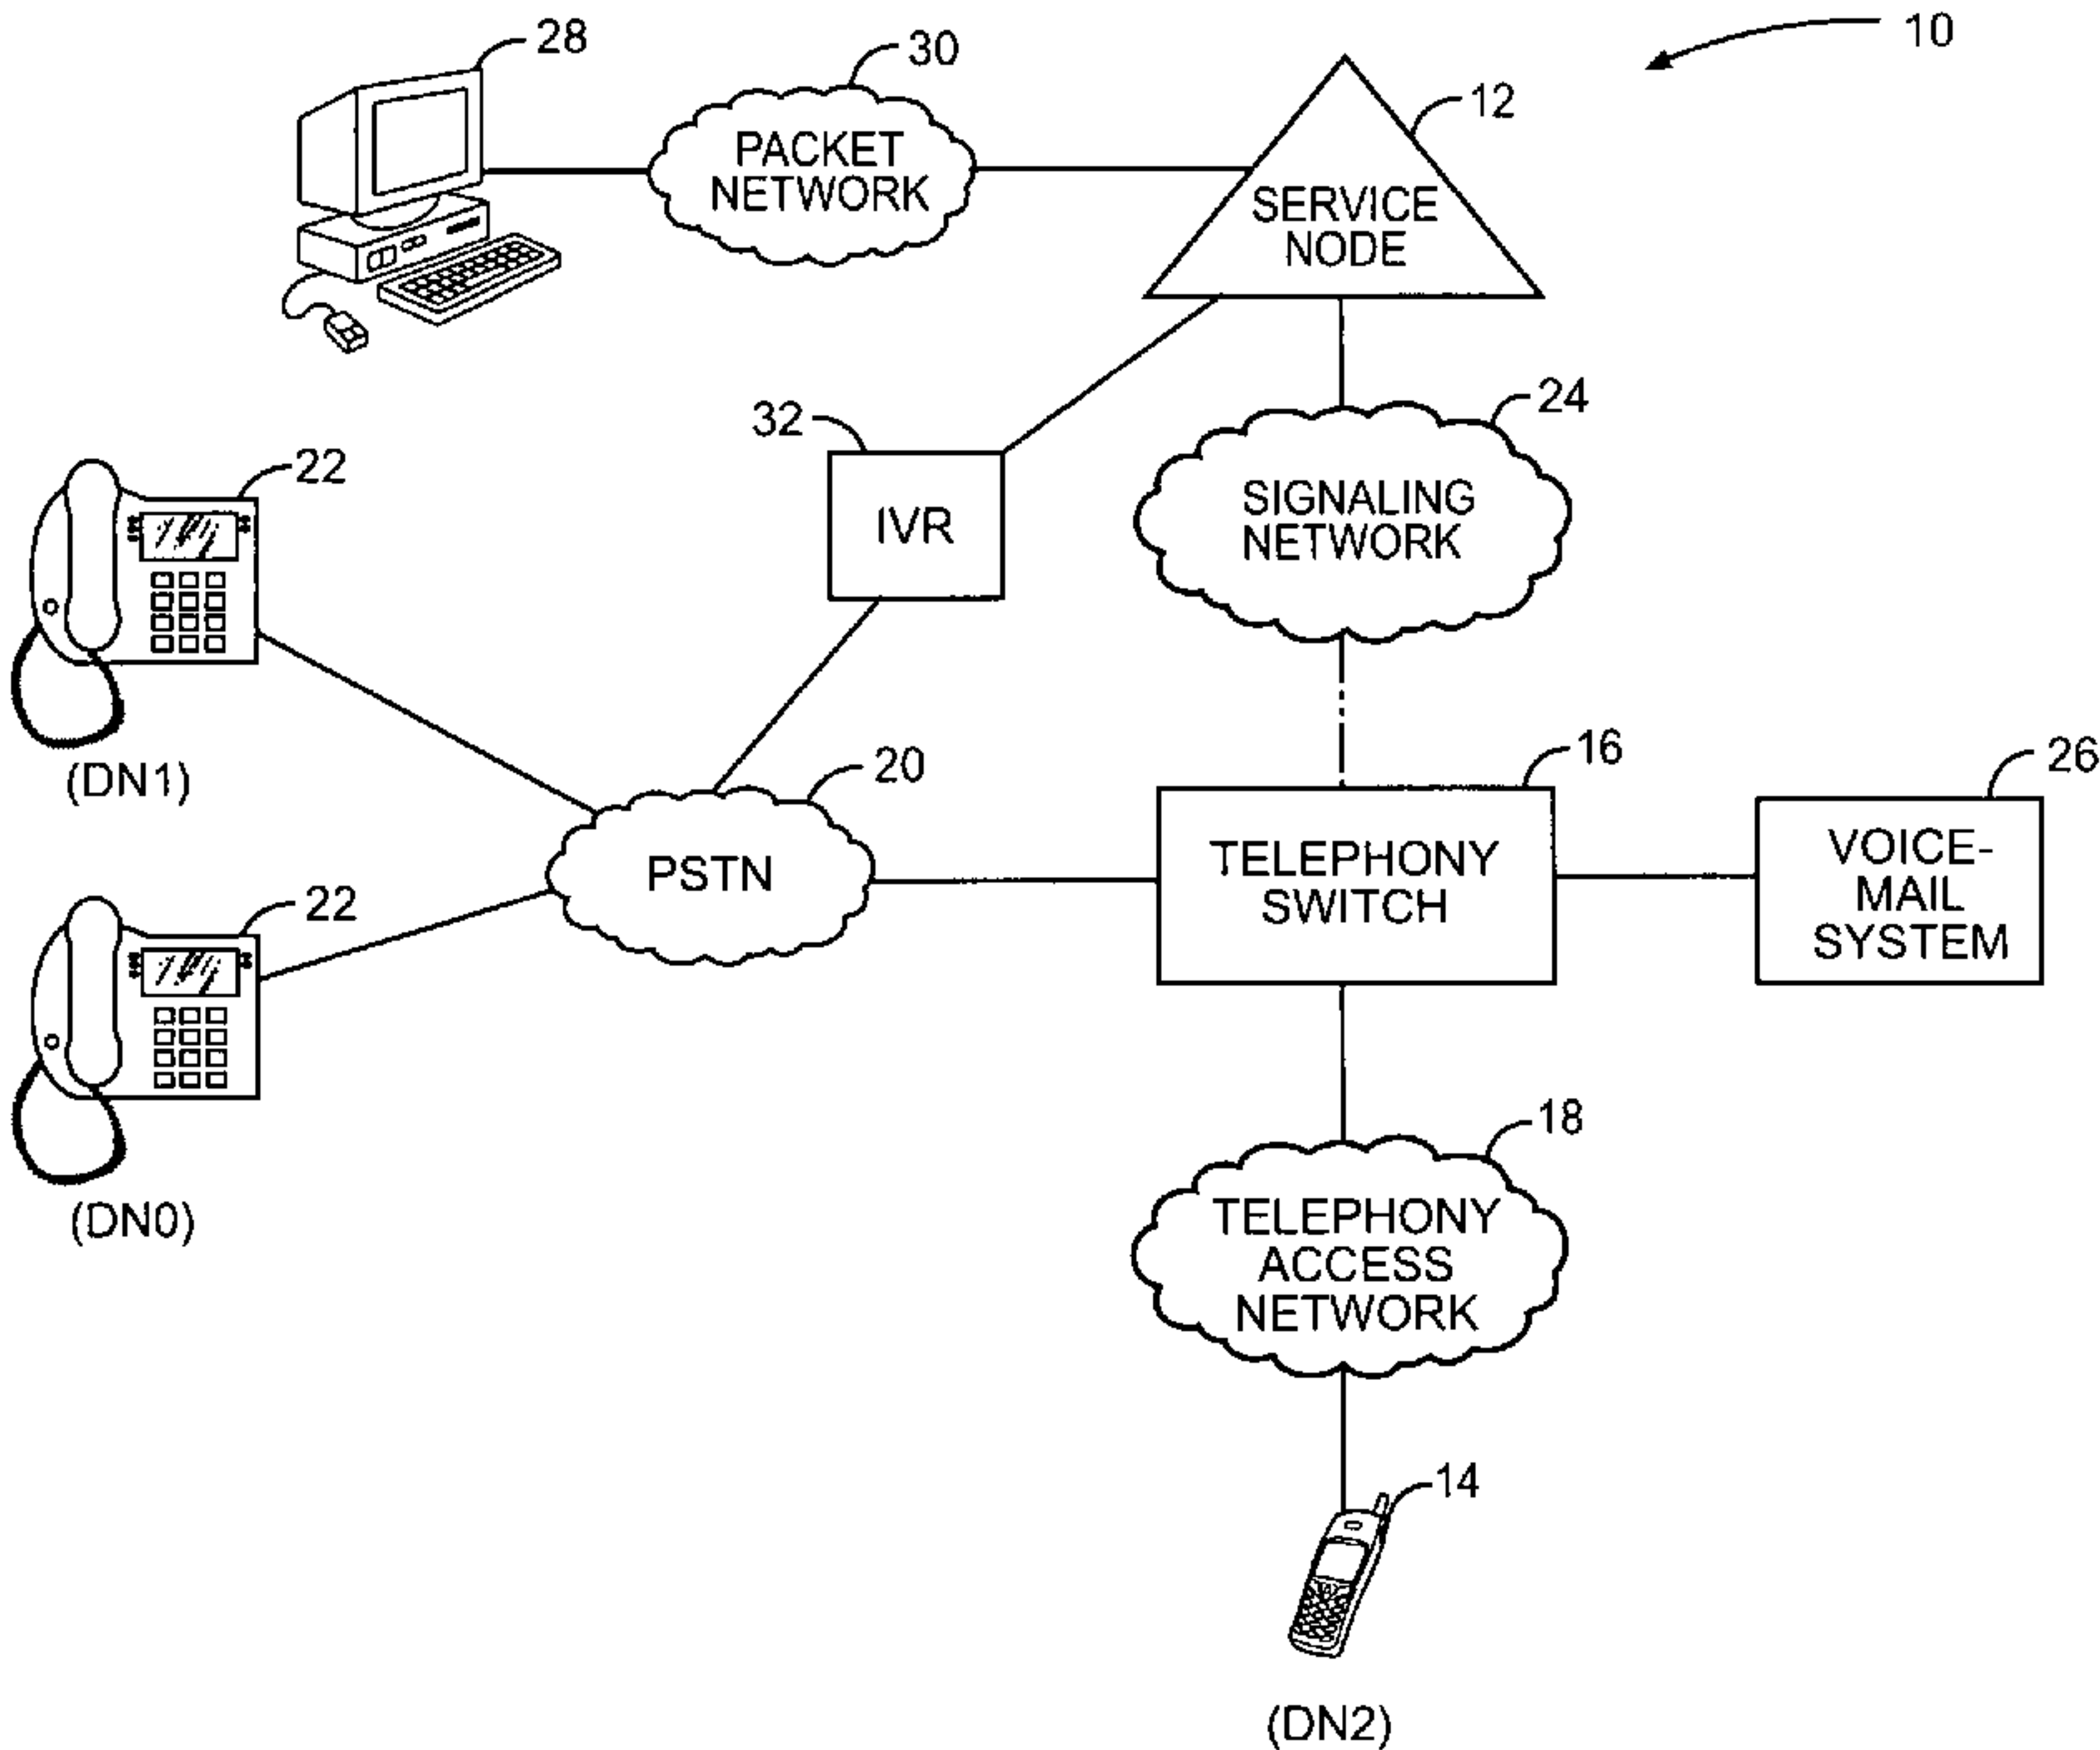 10
28
30
12
PACKET
NETWORK
SERVICE
NODE
24
32
22
SIGNALING
NETWORK
IVR
(DN1)
20
16
26
PSTN
TELEPHONY
SWITCH
VOICE-
MAIL
SYSTEM
22
(DN0)
18
TELEPHONY
ACCESS
NETWORK
14
(DN2)